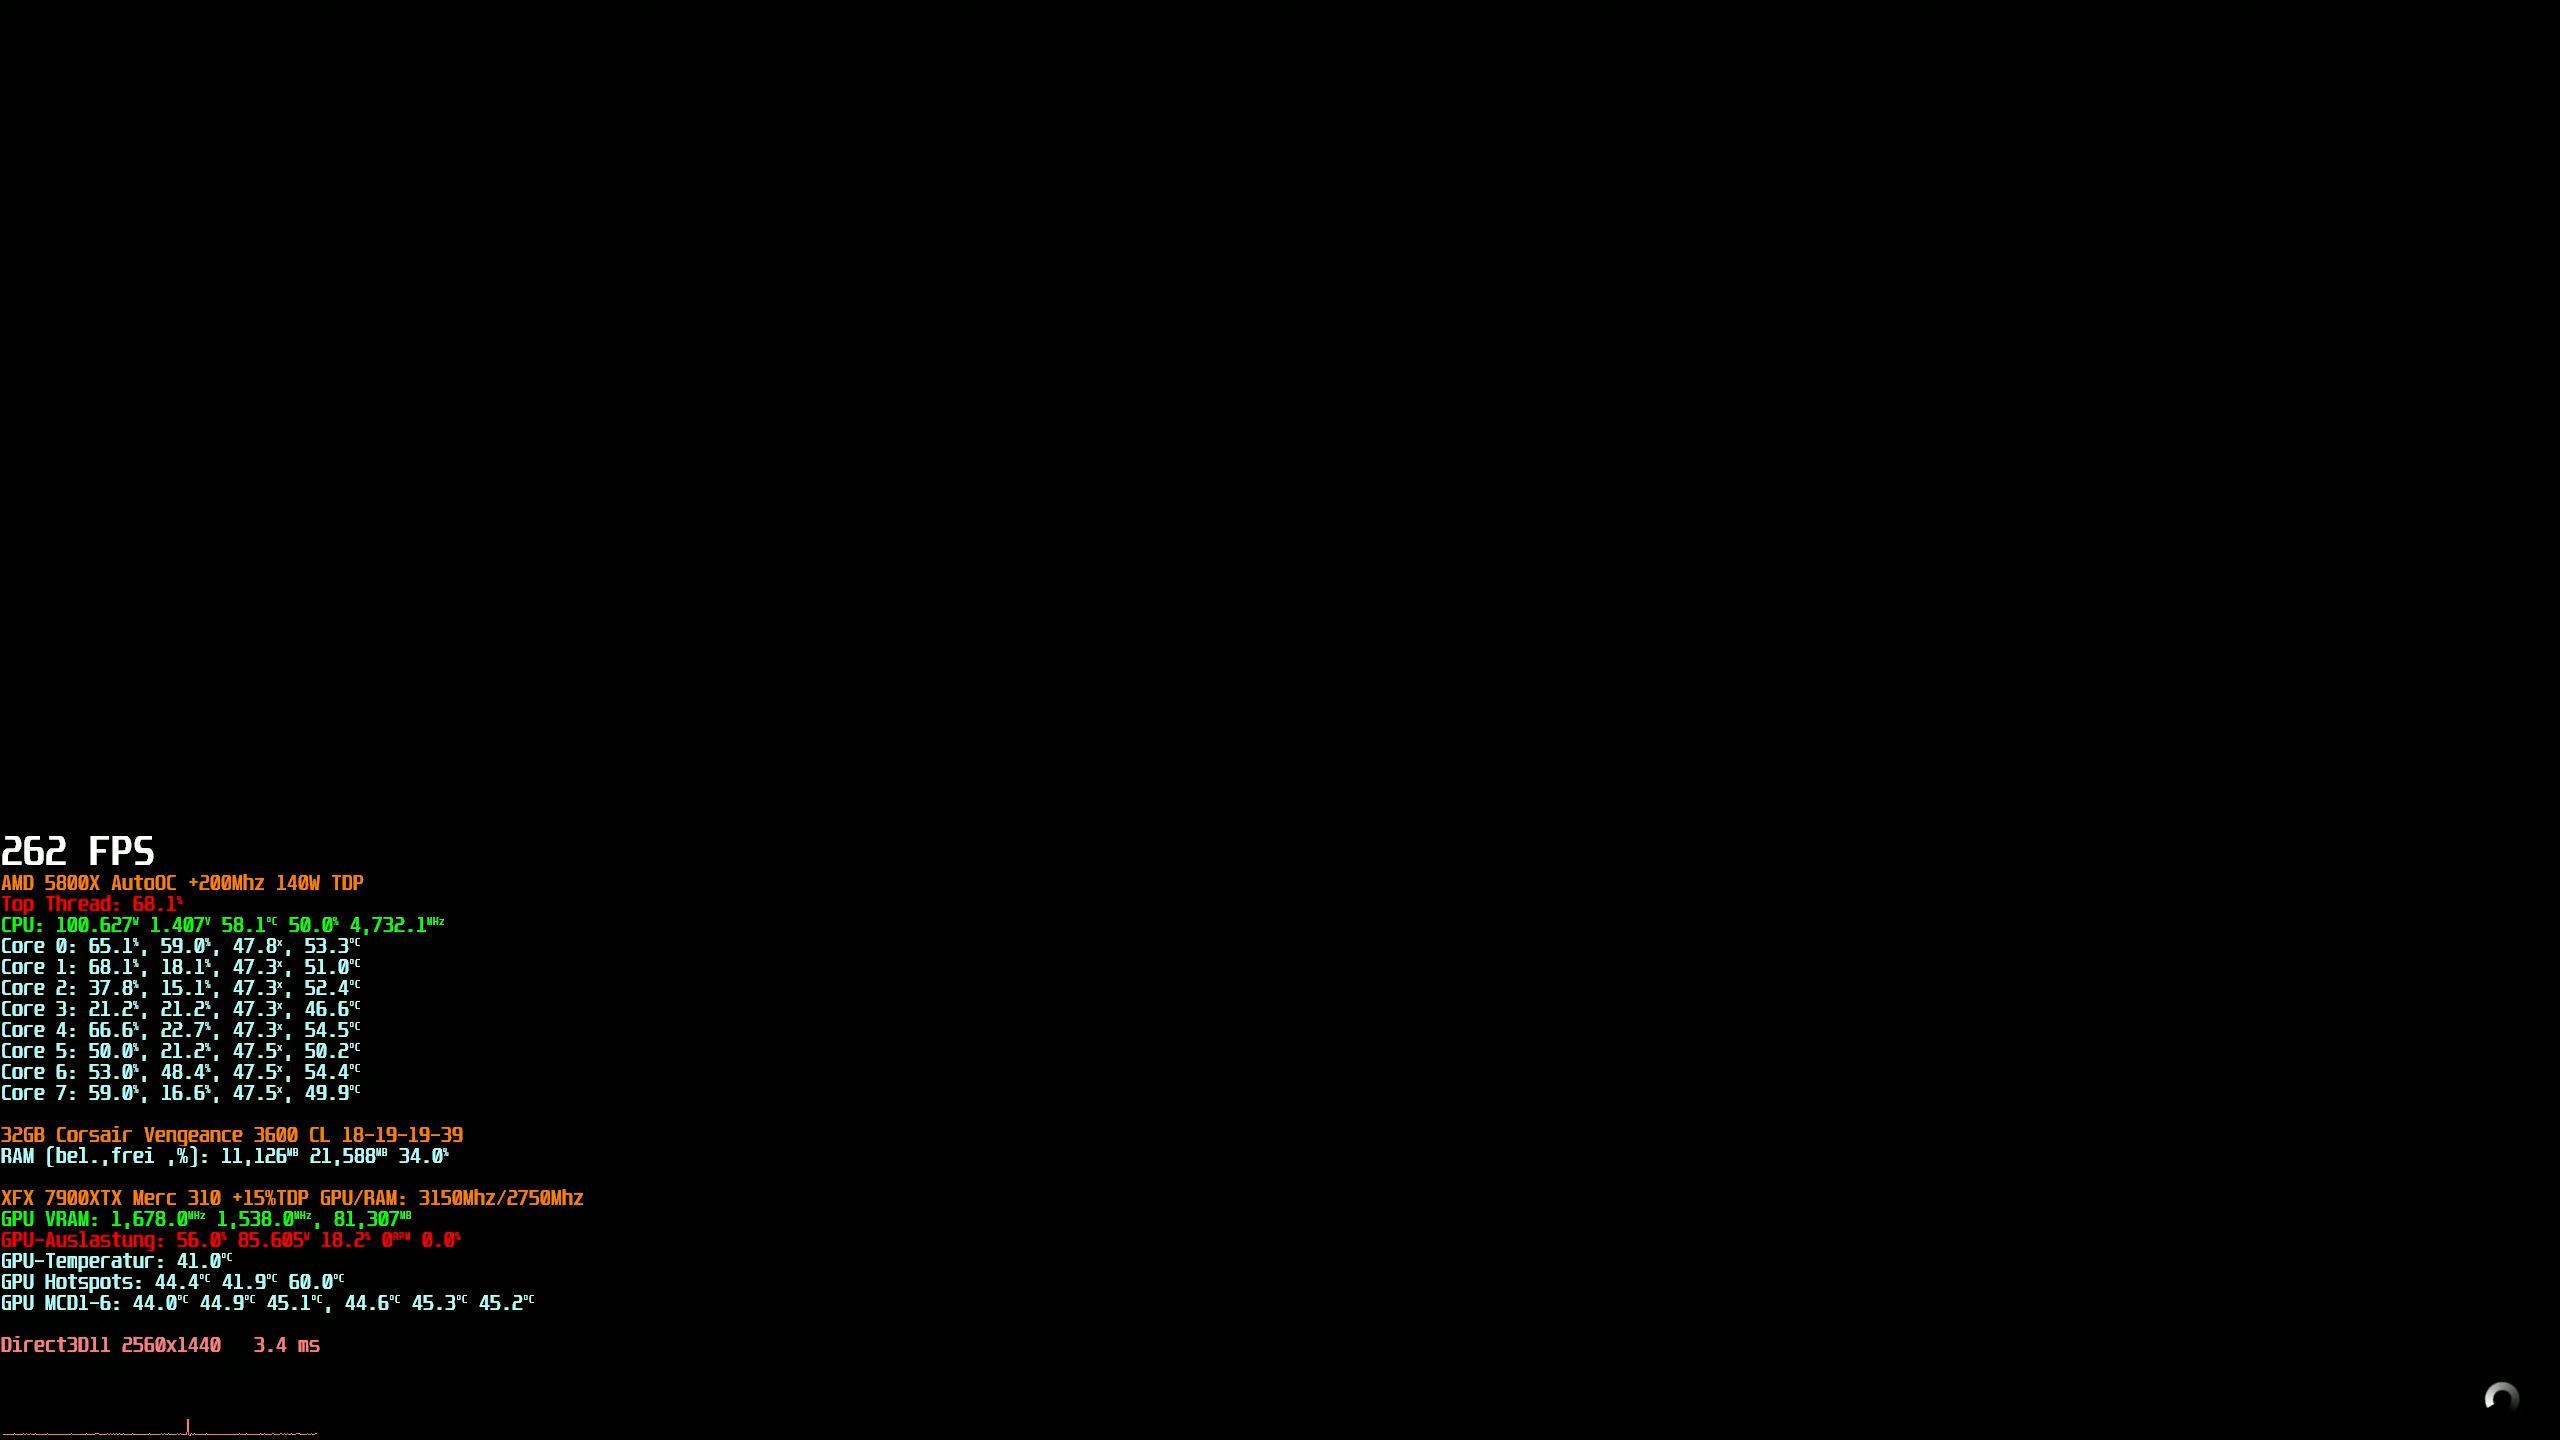 262 FPS
AMD 5800X AutoOC +200Mhz 140W TDP
Top Thread: 68.1%
CPU: 100.627W 1.407V 58.1°C 50.0% 4,732.1MHz
Core 0: 65.1%, 59.0%, 47.8x, 53.3°C
Core 1: 68.1%, 18.1%, 47.3x, 51.0°C
Core 2: 37.8%, 15.1%, 47.3x, 52.4°C
Core 3: 21.2%, 21.2%, 47.3x, 46.6°C
Core 4: 66.6%, 22.7%, 47.3x, 54.5°C
Core 5: 50.0%, 21.2%, 47.5x, 50.2°C
Core 6: 53.0%, 48.4%, 47.5x, 54.4°C
Core 7: 59.0%, 16.6%, 47.5x, 49.9°C
32GB Corsair Vengeance 3600 CL 18-19-19-39
RAM (bel.,frei ,%): 11,126MB 21,588MB 34.0%
XFX 7900XTX Merc 310 +15%TDP GPU/RAM: 3150Mhz/2750Mhz
GPU VRAM: 1,678.0MHz 1,538.0MHz, 81,307MB
GPU-Auslastung: 56.0% 85.605W 18.2% 0RPM 0.0%
GPU-Temperatur: 41.0°C
GPU Hotspots: 44.4°C 41.9°C 60.0°C
GPU MCD1-6: 44.0°C 44.9°C 45.1°C, 44.6°C 45.3°C 45.2°C
Direct3D11 2560x1440 3.4 ms